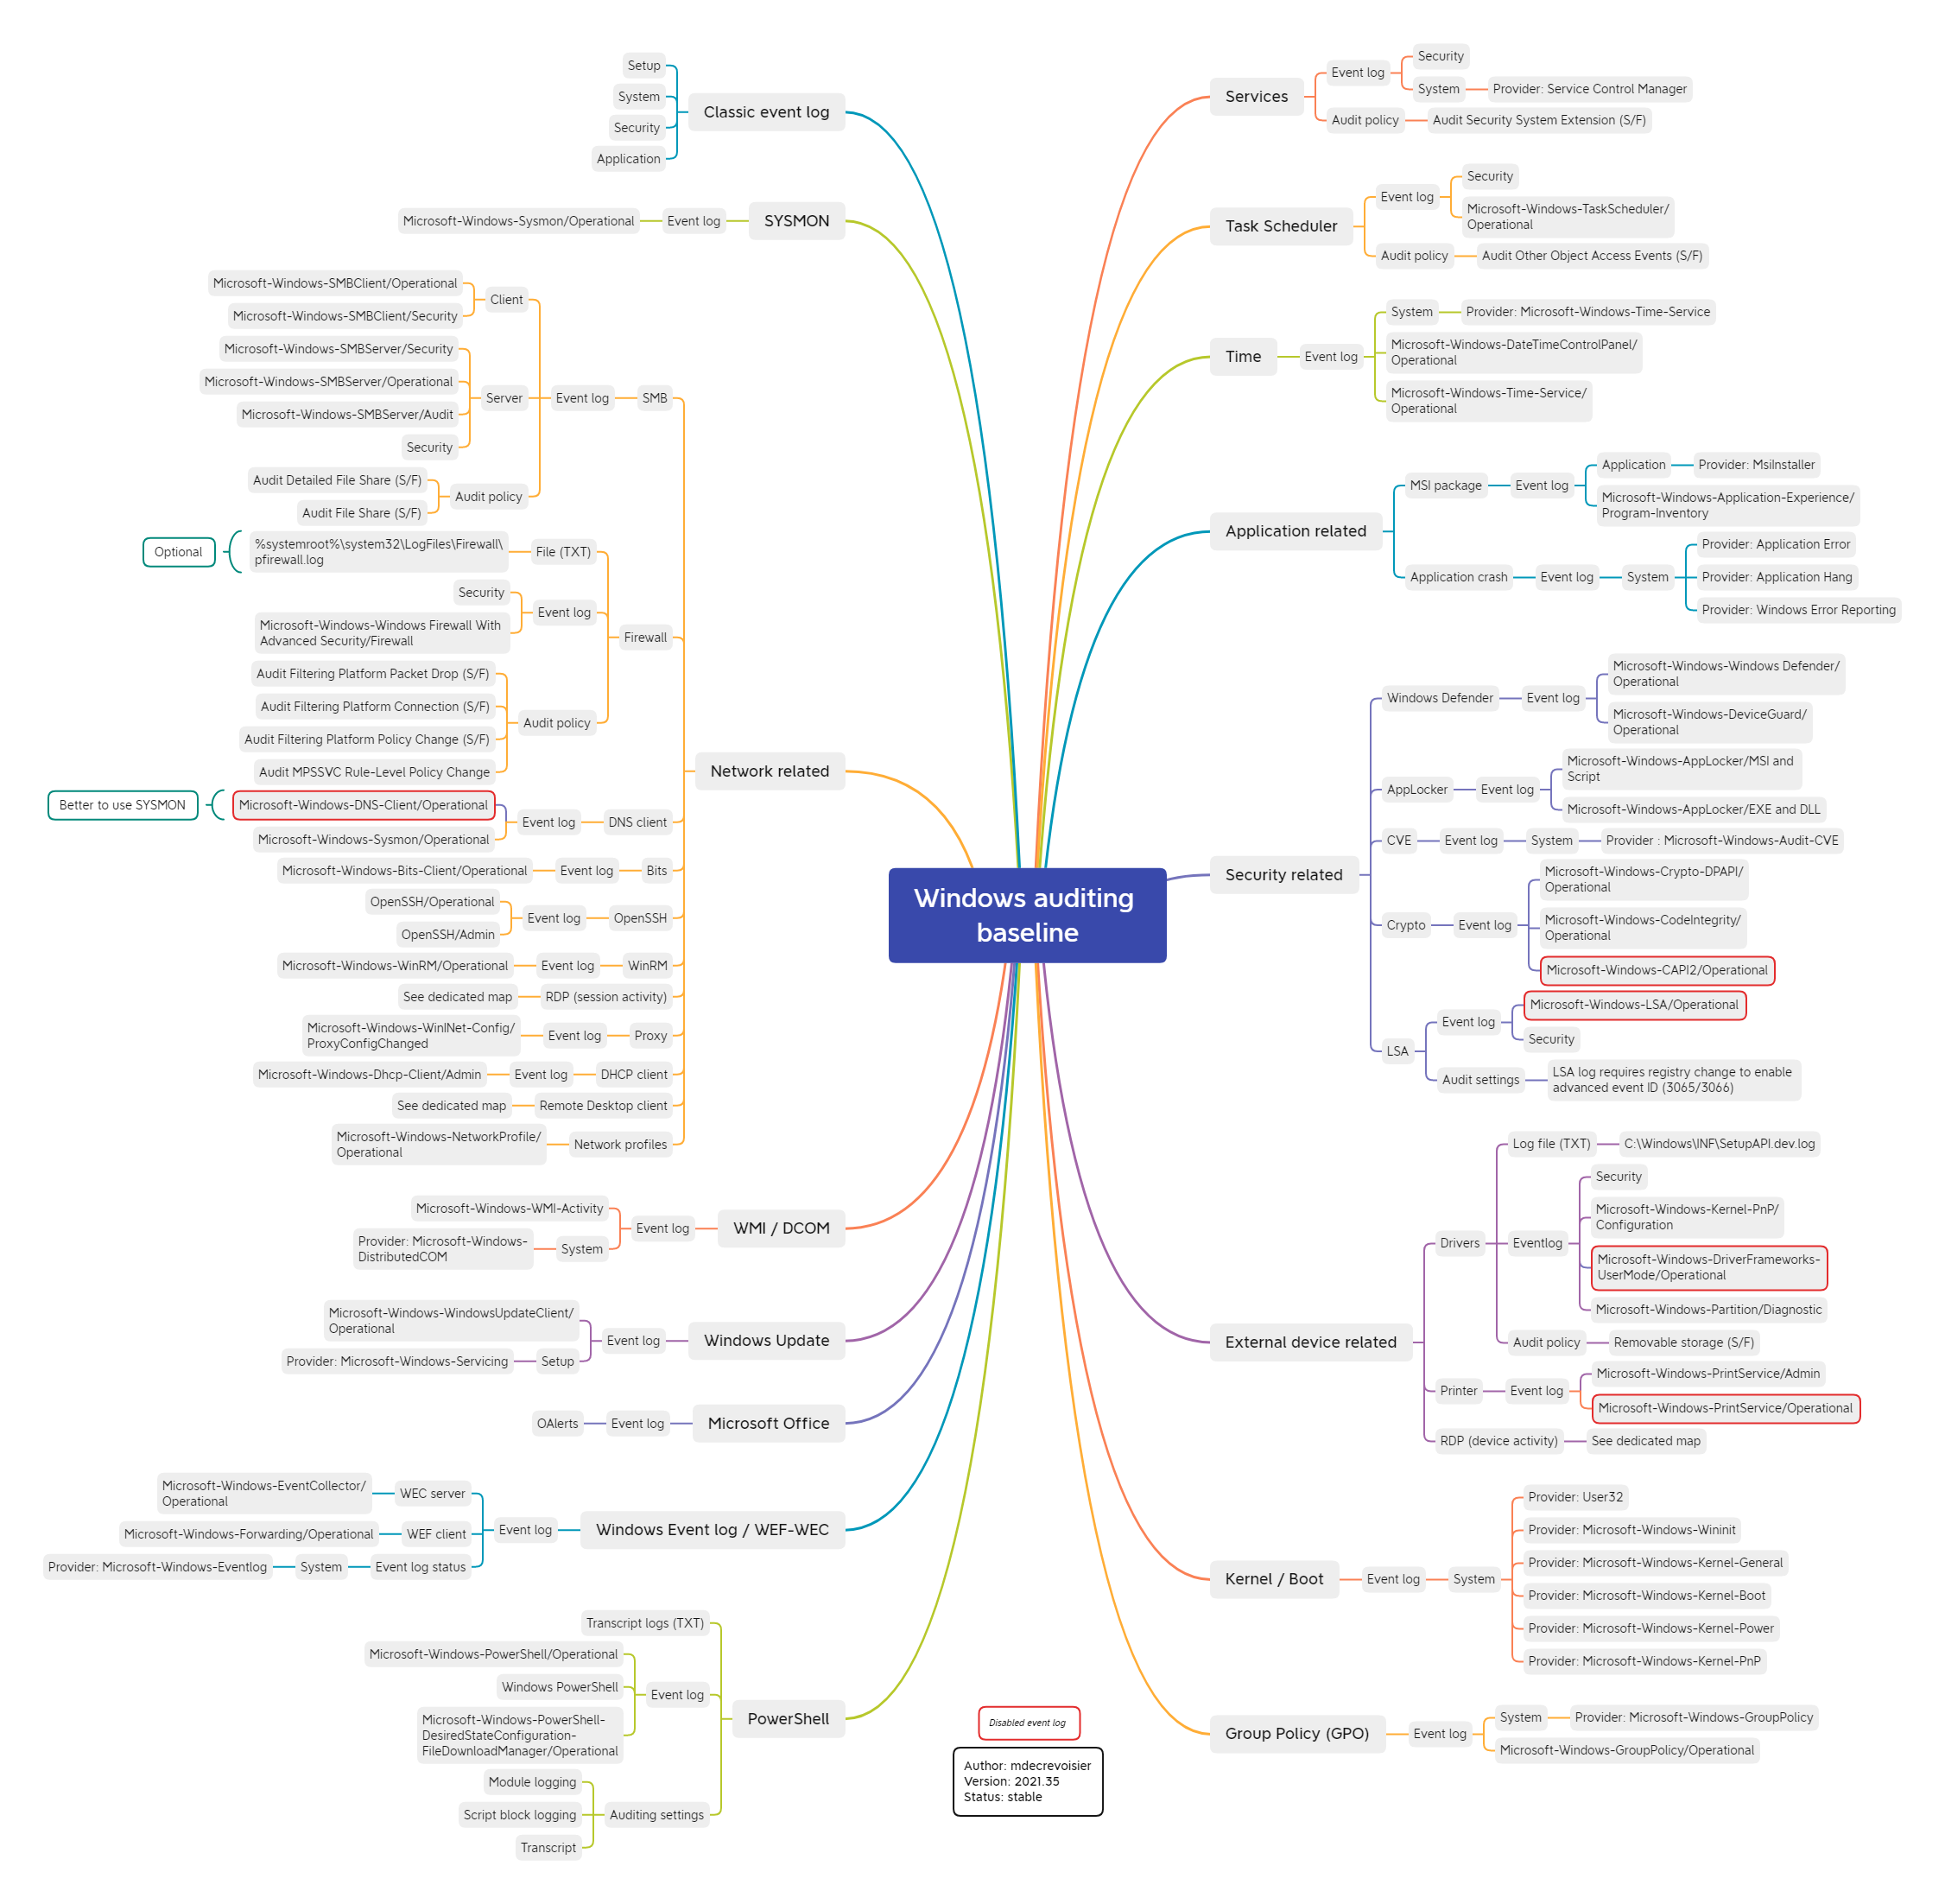 Windows auditing
baseline
Classic event log
Setup
System
Security
Application
SYSMON
Event log
Microsoft-Windows-Sysmon/Operational
Network related
SMB
Event log
Client
Microsoft-Windows-SMBClient/Operational
Microsoft-Windows-SMBClient/Security
Server
Microsoft-Windows-SMBServer/Security
Microsoft-Windows-SMBServer/Operational
Microsoft-Windows-SMBServer/Audit
Security
Audit policy
Audit Detailed File Share (S/F)
Audit File Share (S/F)
Firewall
File (TXT)
%systemroot%\system32\LogFiles\Firewall\
pfirewall.log
Optional
Event log
Security
Microsoft-Windows-Windows Firewall With
Advanced Security/Firewall
Audit policy
Audit Filtering Platform Packet Drop (S/F)
Audit Filtering Platform Connection (S/F)
Audit Filtering Platform Policy Change (S/F)
Audit MPSSVC Rule-Level Policy Change
DNS client
Event log
Microsoft-Windows-DNS-Client/Operational
Better to use SYSMON
Microsoft-Windows-Sysmon/Operational
Bits
Event log
Microsoft-Windows-Bits-Client/Operational
OpenSSH
Event log
OpenSSH/Operational
OpenSSH/Admin
WinRM
Event log
Microsoft-Windows-WinRM/Operational
RDP (session activity)
See dedicated map
Proxy
Event log
Microsoft-Windows-WinINet-Config/
ProxyConfigChanged
DHCP client
Event log
Microsoft-Windows-Dhcp-Client/Admin
Remote Desktop client
See dedicated map
Network profiles
Microsoft-Windows-NetworkProfile/
Operational
WMI / DCOM
Event log
Microsoft-Windows-WMI-Activity
System
Provider: Microsoft-Windows-
DistributedCOM
Windows Update
Event log
Microsoft-Windows-WindowsUpdateClient/
Operational
Setup
Provider: Microsoft-Windows-Servicing
Microsoft Office
Event log
OAlerts
Windows Event log / WEF-WEC
Event log
WEC server
Microsoft-Windows-EventCollector/
Operational
WEF client
Microsoft-Windows-Forwarding/Operational
Event log status
System
Provider: Microsoft-Windows-Eventlog
PowerShell
Transcript logs (TXT)
Event log
Microsoft-Windows-PowerShell/Operational
Windows PowerShell
Microsoft-Windows-PowerShell-
DesiredStateConfiguration-
FileDownloadManager/Operational
Auditing settings
Module logging
Script block logging
Transcript
Services
Event log
Security
System
Provider: Service Control Manager
Audit policy
Audit Security System Extension (S/F)
Task Scheduler
Event log
Security
Microsoft-Windows-TaskScheduler/
Operational
Audit policy
Audit Other Object Access Events (S/F)
Time
Event log
System
Provider: Microsoft-Windows-Time-Service
Microsoft-Windows-DateTimeControlPanel/
Operational
Microsoft-Windows-Time-Service/
Operational
Application related
MSI package
Event log
Application
Provider: MsiInstaller
Microsoft-Windows-Application-Experience/
Program-Inventory
Application crash
Event log
System
Provider: Application Error
Provider: Application Hang
Provider: Windows Error Reporting
Security related
Windows Defender
Event log
Microsoft-Windows-Windows Defender/
Operational
Microsoft-Windows-DeviceGuard/
Operational
AppLocker
Event log
Microsoft-Windows-AppLocker/MSI and
Script
Microsoft-Windows-AppLocker/EXE and DLL
CVE
Event log
System
Provider : Microsoft-Windows-Audit-CVE
Crypto
Event log
Microsoft-Windows-Crypto-DPAPI/
Operational
Microsoft-Windows-CodeIntegrity/
Operational
Microsoft-Windows-CAPI2/Operational
LSA
Event log
Microsoft-Windows-LSA/Operational
Security
Audit settings
LSA log requires registry change to enable
advanced event ID (3065/3066)
External device related
Drivers
Log file (TXT)
C:\Windows\INF\SetupAPI.dev.log
Eventlog
Security
Microsoft-Windows-Kernel-PnP/
Configuration
Microsoft-Windows-DriverFrameworks-
UserMode/Operational
Microsoft-Windows-Partition/Diagnostic
Audit policy
Removable storage (S/F)
Printer
Event log
Microsoft-Windows-PrintService/Admin
Microsoft-Windows-PrintService/Operational
RDP (device activity)
See dedicated map
Kernel / Boot
Event log
System
Provider: User32
Provider: Microsoft-Windows-Wininit
Provider: Microsoft-Windows-Kernel-General
Provider: Microsoft-Windows-Kernel-Boot
Provider: Microsoft-Windows-Kernel-Power
Provider: Microsoft-Windows-Kernel-PnP
Group Policy (GPO)
Event log
System
Provider: Microsoft-Windows-GroupPolicy
Microsoft-Windows-GroupPolicy/Operational
Disabled event log
Author: mdecrevoisier
Version: 2021.35
Status: stable